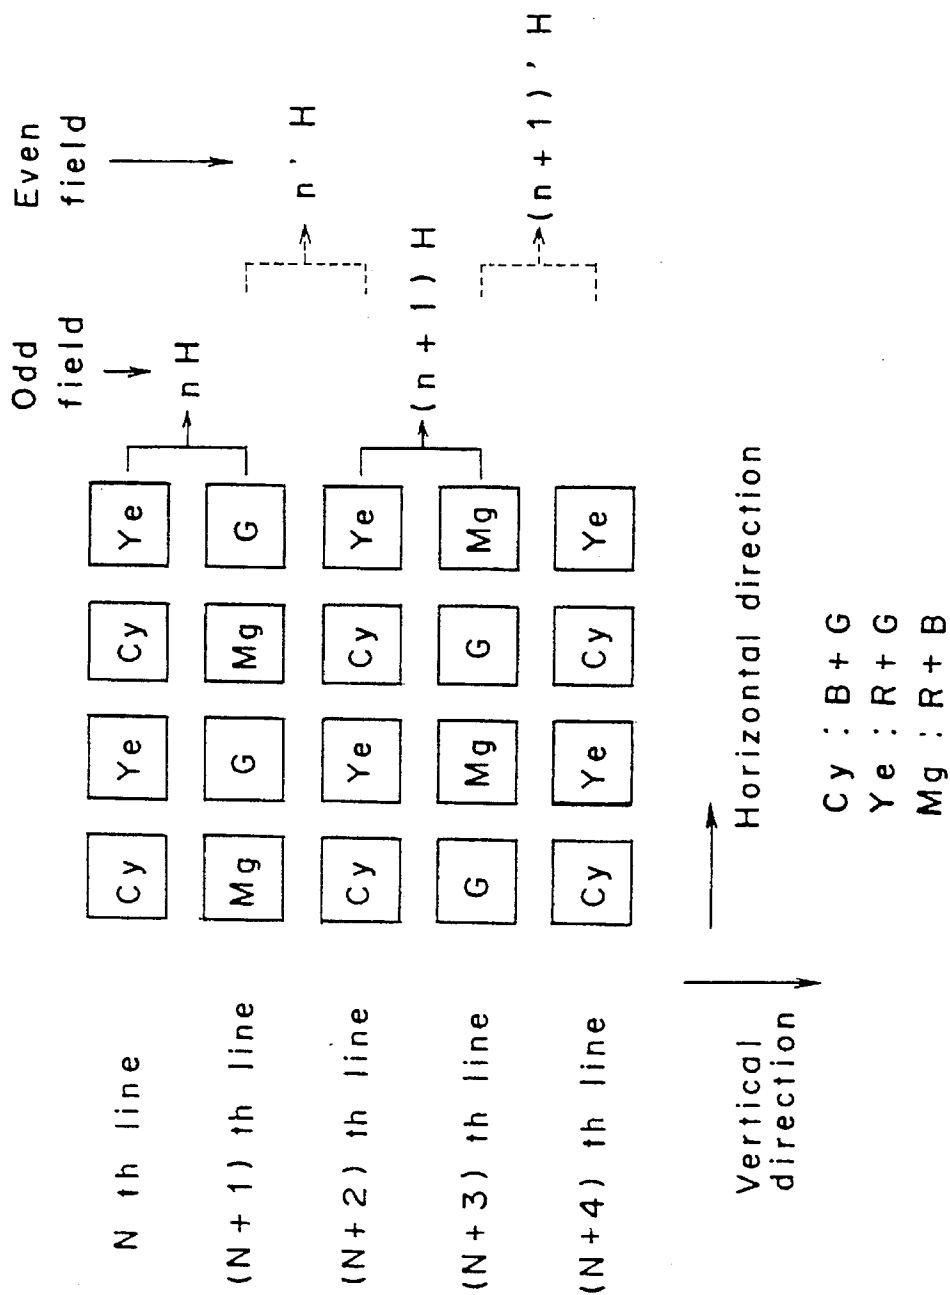 Odd field
Even field
N th line
Cy Ye Cy Ye
n H
(N + 1) th line
Mg G Mg G
n ' H
(N + 2) th line
Cy Ye Cy Ye
(n + 1) H
(N + 3) th line
G Mg G Mg
(n + 1) ' H
(N + 4) th line
Cy Ye Cy Ye
Vertical
direction
Horizontal direction
Cy : B + G
Ye : R + G
Mg : R + B